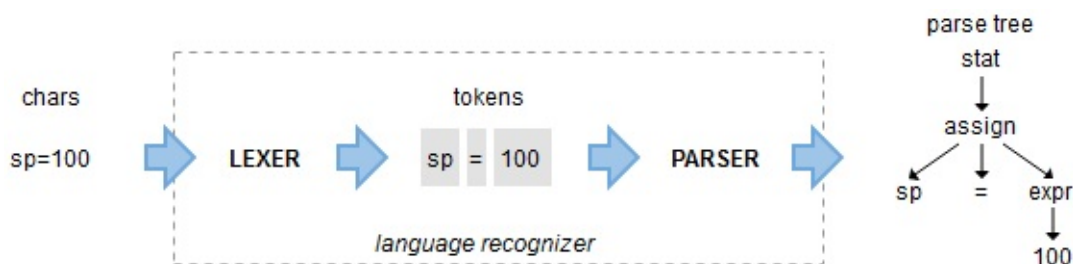 parse tree
stat
chars
tokens
assign
sp=100
LEXER
sp = 100
PARSER
sp = expr
language recognizer
100